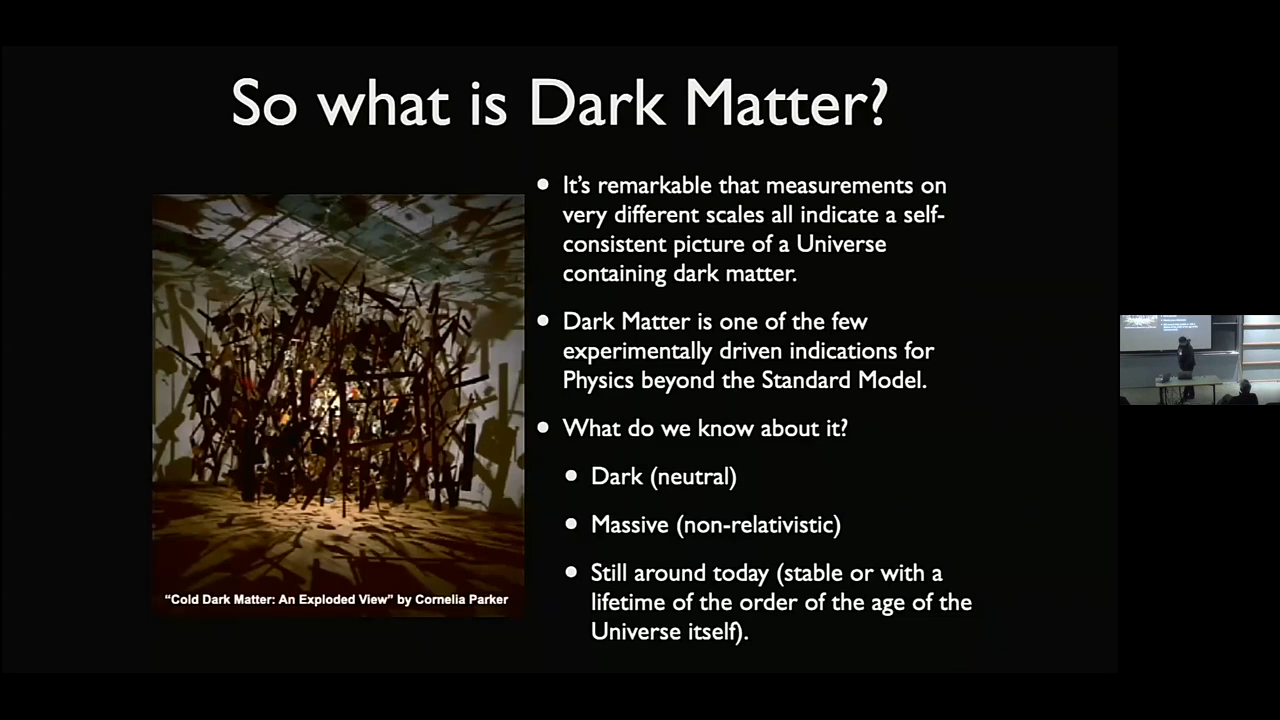 So what is Dark Matter?
• It’s remarkable that measurements on
very different scales all indicate a self-
consistent picture of a Universe
containing dark matter.
• Dark Matter is one of the few
experimentally driven indications for
Physics beyond the Standard Model.
• What do we know about it?
• Dark (neutral)
• Massive (non-relativistic)
• Still around today (stable or with a
lifetime of the order of the age of the
Universe itself).
“Cold Dark Matter: An Exploded View” by Cornelia Parker